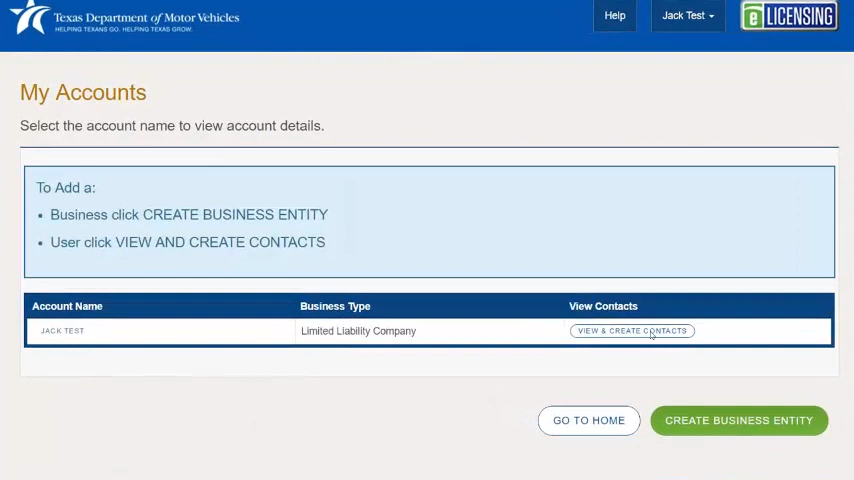 Texas Department of Motor Vehicles
HELPING TEXANS GO. HELPING TEXAS GROW.
Help
Jack Test
e LICENSING
My Accounts
Select the account name to view account details.
To Add a:
• Business click CREATE BUSINESS ENTITY
• User click VIEW AND CREATE CONTACTS
Account Name Business Type View Contacts
JACK TEST Limited Liability Company VIEW & CREATE CONTACTS
GO TO HOME CREATE BUSINESS ENTITY